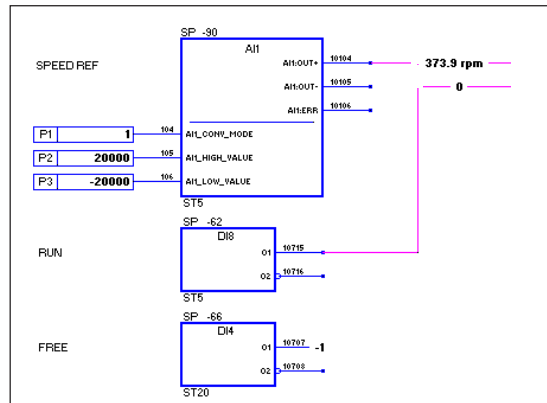 SP -90
AI1
SPEED REF
AI1:OUT+ 10104 373.9 rpm
AI1:OUT- 10105 0
AI1:ERR 10106
P1 1 104 AI1_CONV_MODE
P2 20000 105 AI1_HIGH_VALUE
P3 -20000 106 AI1_LOW_VALUE
ST5
SP -62
DI8
RUN
O1 10715
O2 10716
ST5
SP -66
DI4
FREE
O1 10707 -1
O2 10708
ST20